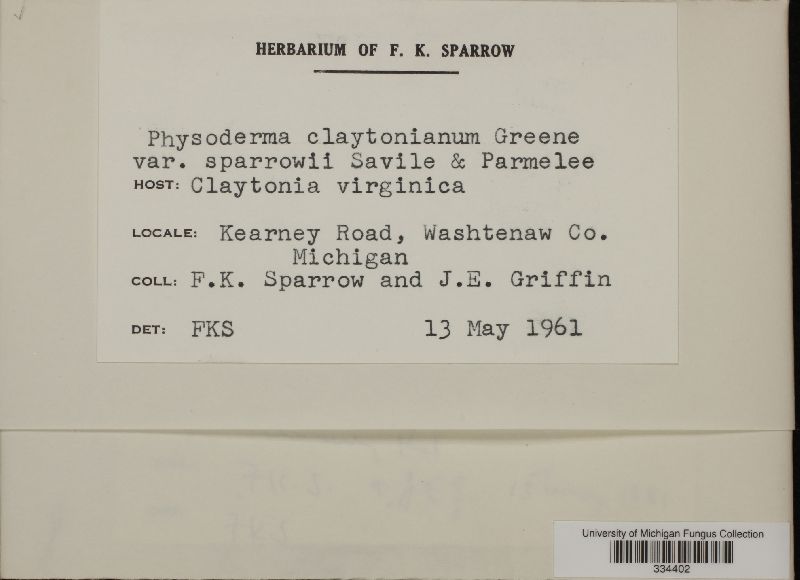 HERBARIUM OF F. K. SPARROW
Physoderma claytonianum Greene
var. sparrowii Savile & Parmelee
HOST: Claytonia virginica
LOCALE: Kearney Road, Washtenaw Co.
Michigan
COLL: F.K. Sparrow and J.E. Griffin
DET: FKS 13 May 1961
University of Michigan Fungus Collection
334402